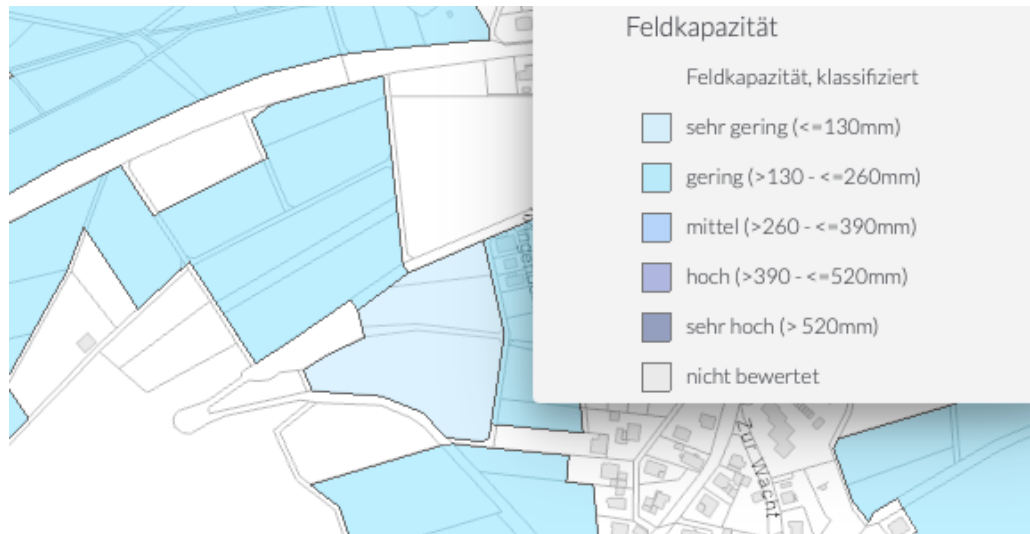 Feldkapazität
Feldkapazität, klassifiziert
sehr gering (<=130mm)
gering (>130 - <=260mm)
mittel (>260 - <=390mm)
hoch (>390 - <=520mm)
sehr hoch (> 520mm)
nicht bewertet
Zur Wacht